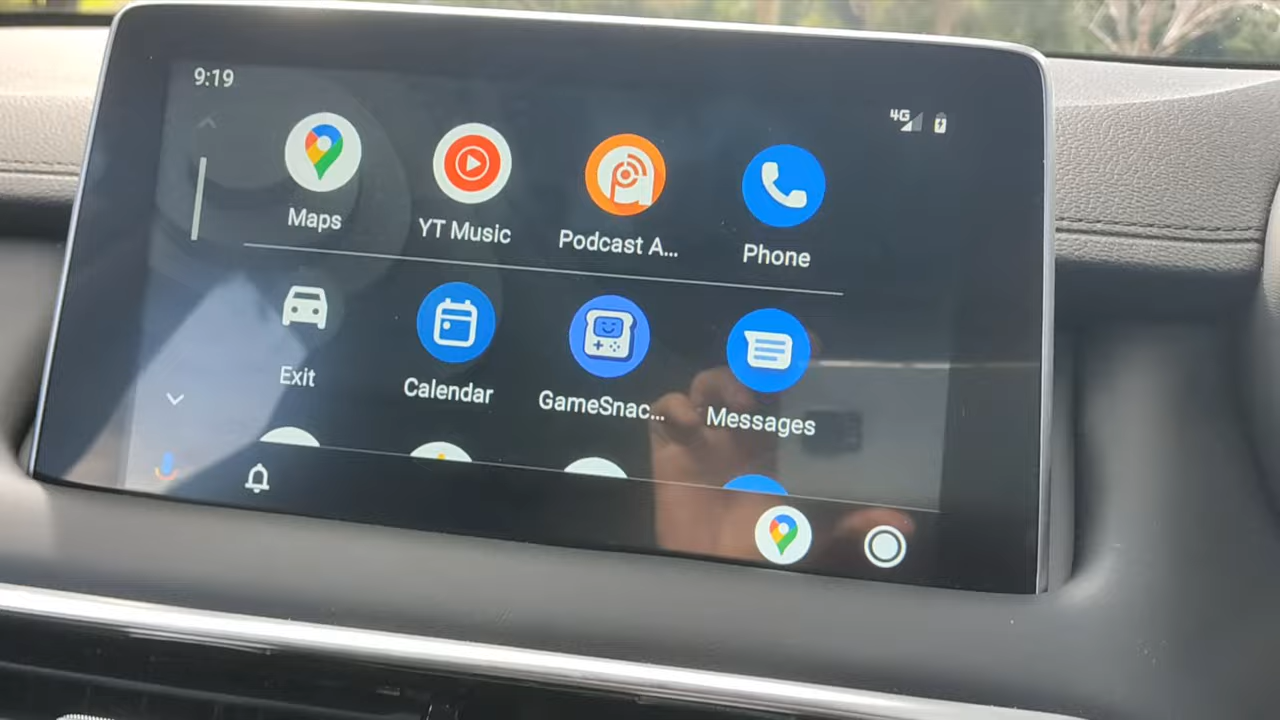 9:19
4G
Maps
YT Music
Podcast A...
Phone
Exit
Calendar
GameSnac...
Messages